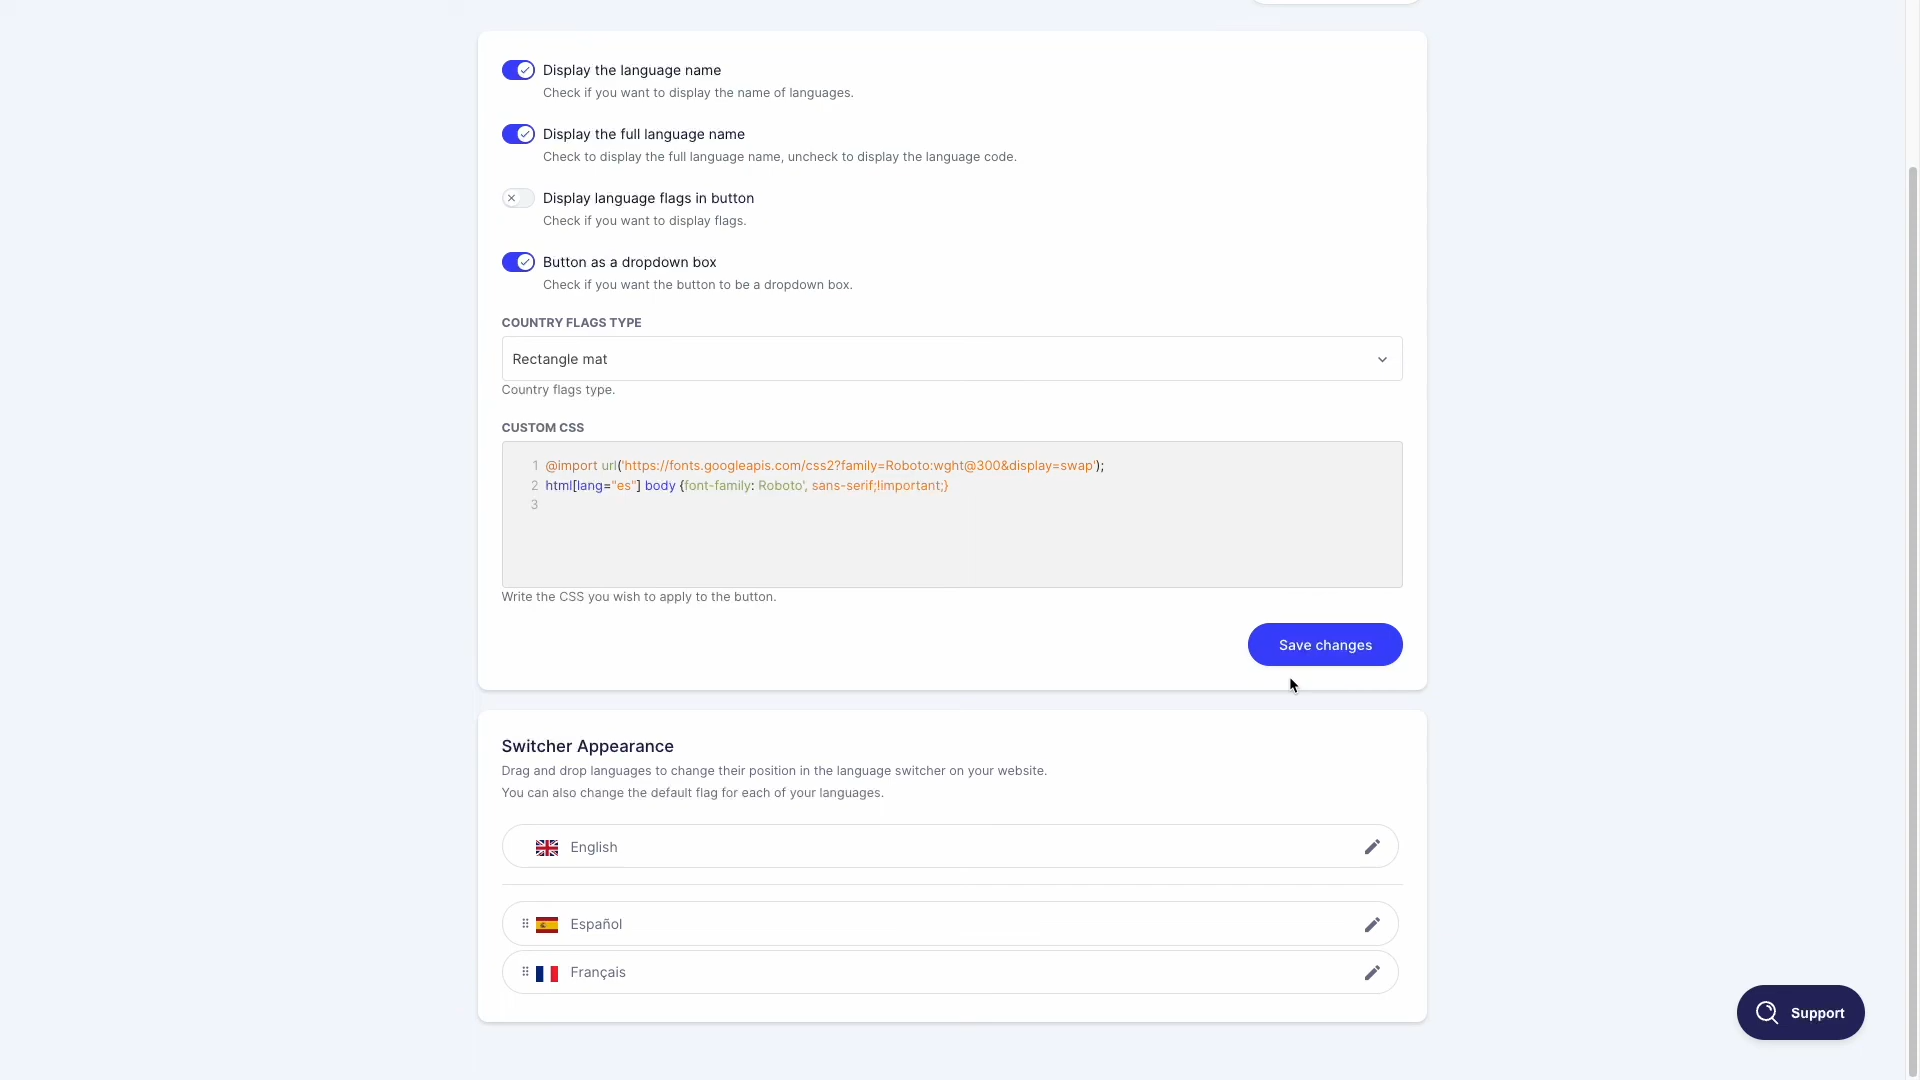 Display the language name
Check if you want to display the name of languages.
Display the full language name
Check to display the full language name, uncheck to display the language code.
Display language flags in button
Check if you want to display flags.
Button as a dropdown box
Check if you want the button to be a dropdown box.
COUNTRY FLAGS TYPE
Rectangle mat
Country flags type.
CUSTOM CSS
1 @import url('https://fonts.googleapis.com/css2?family=Roboto:wght@300&display=swap');
2 html[lang="es"] body {font-family: Roboto', sans-serif;!important;}
3
Write the CSS you wish to apply to the button.
Save changes
Switcher Appearance
Drag and drop languages to change their position in the language switcher on your website.
You can also change the default flag for each of your languages.
English
Español
Français
Support